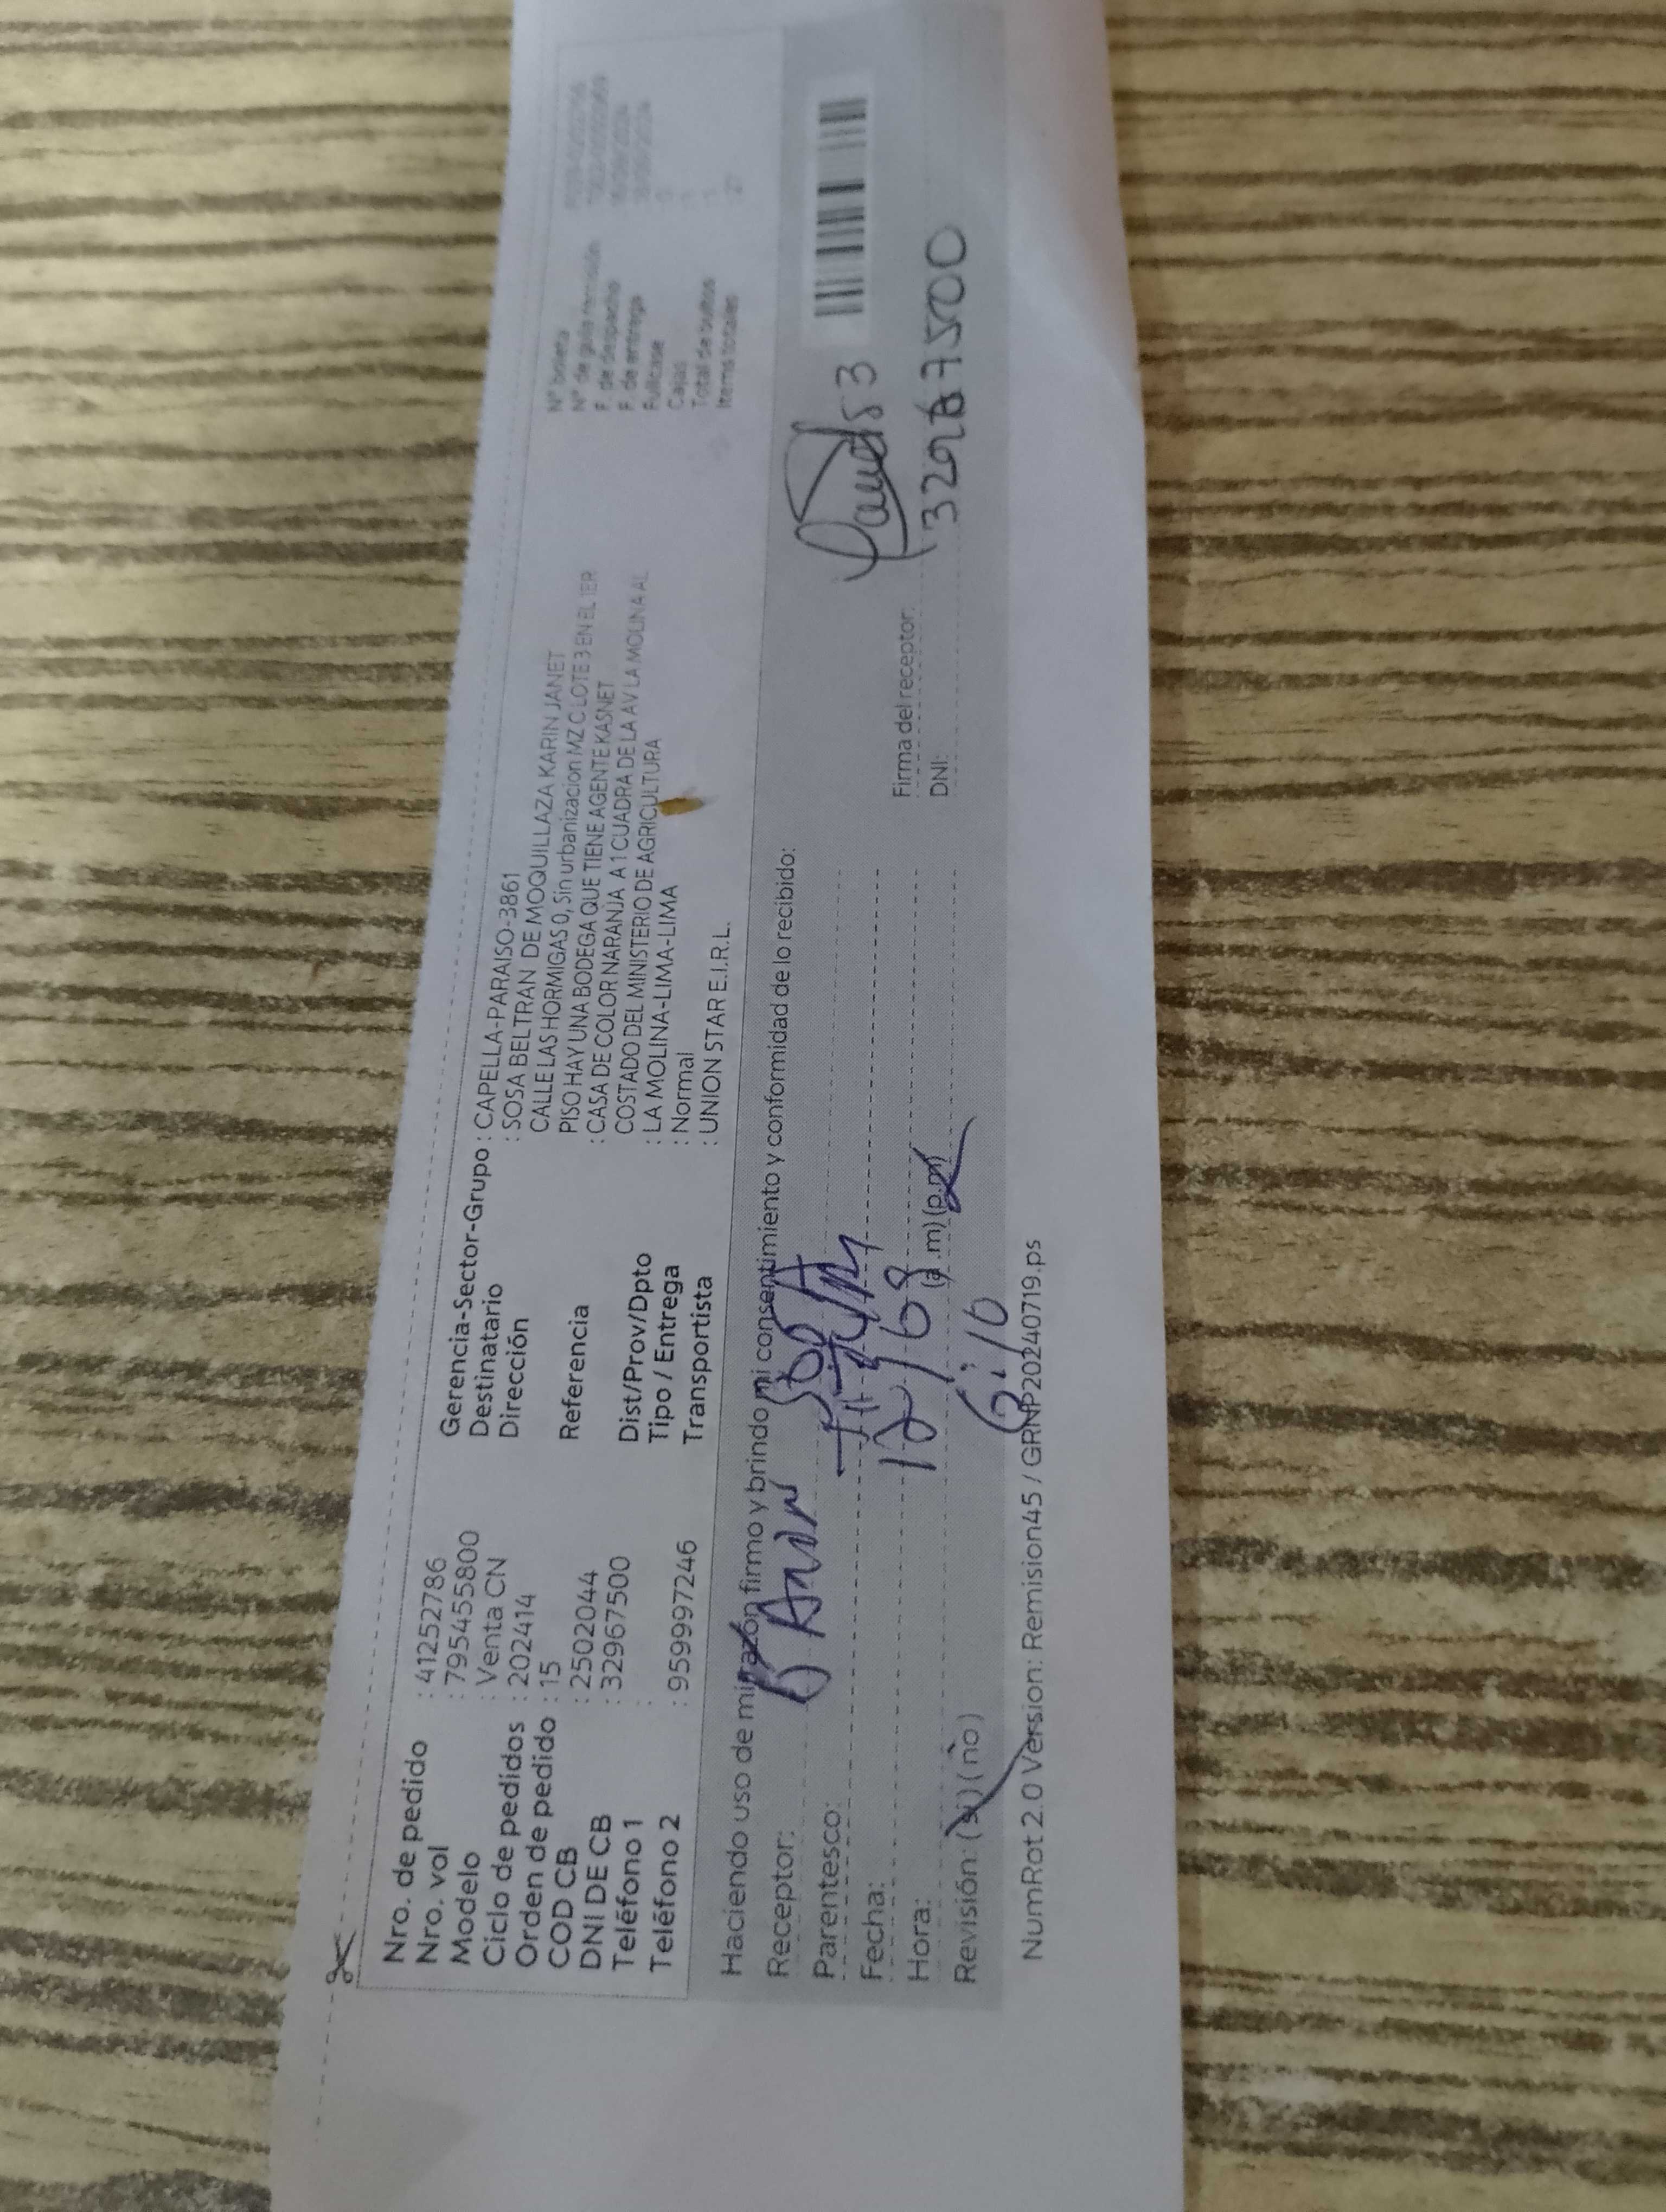 Nro. de pedido : 41252786
Nro. vol : 795455800
Modelo : Venta CN
Ciclo de pedidos : 202414
Orden de pedido : 15
COD CB : 2502044
DNI DE CB : 32967500
Teléfono 1 :
Teléfono 2 : 959997246
Gerencia-Sector-Grupo : CAPELLA-PARAISO-3861
Destinatario : SOSA BELTRAN DE MOQUILLAZA KARIN JANET
Dirección CALLE LAS HORMIGAS 0, Sin urbanizacion MZ C LOTE 3 EN EL 1ER
PISO HAY UNA BODEGA QUE TIENE AGENTE KASNET
Referencia : CASA DE COLOR NARANJA A 1 CUADRA DE LA AV LA MOLINA AL
COSTADO DEL MINISTERIO DE AGRICULTURA
Dist/Prov/Dpto : LA MOLINA-LIMA-LIMA
Tipo / Entrega : Normal
Transportista : UNION STAR E.I.R.L.
N° boleta
N° de guía remisión
F. de despacho
F. de entrega
Fullcase
Cajas
Total de bultos
Items totales
Haciendo uso de mi razón firmo y brindo mi consentimiento y conformidad de lo recibido:
Receptor: SOSA
Parentesco:
Fecha: 12/08
Hora: 6:10 (a.m) (p.m)
Revisión: (si) (no)
Firma del receptor:
DNI: 32967500
NumRot 2.0 Version: Remision45 / GRNP20240719.ps